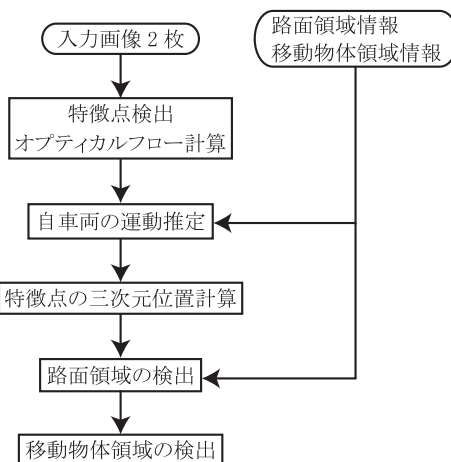 入力画像2枚
路面領域情報
移動物体領域情報
特徴点検出
オプティカルフロー計算
自車両の運動推定
特徴点の三次元位置計算
路面領域の検出
移動物体領域の検出